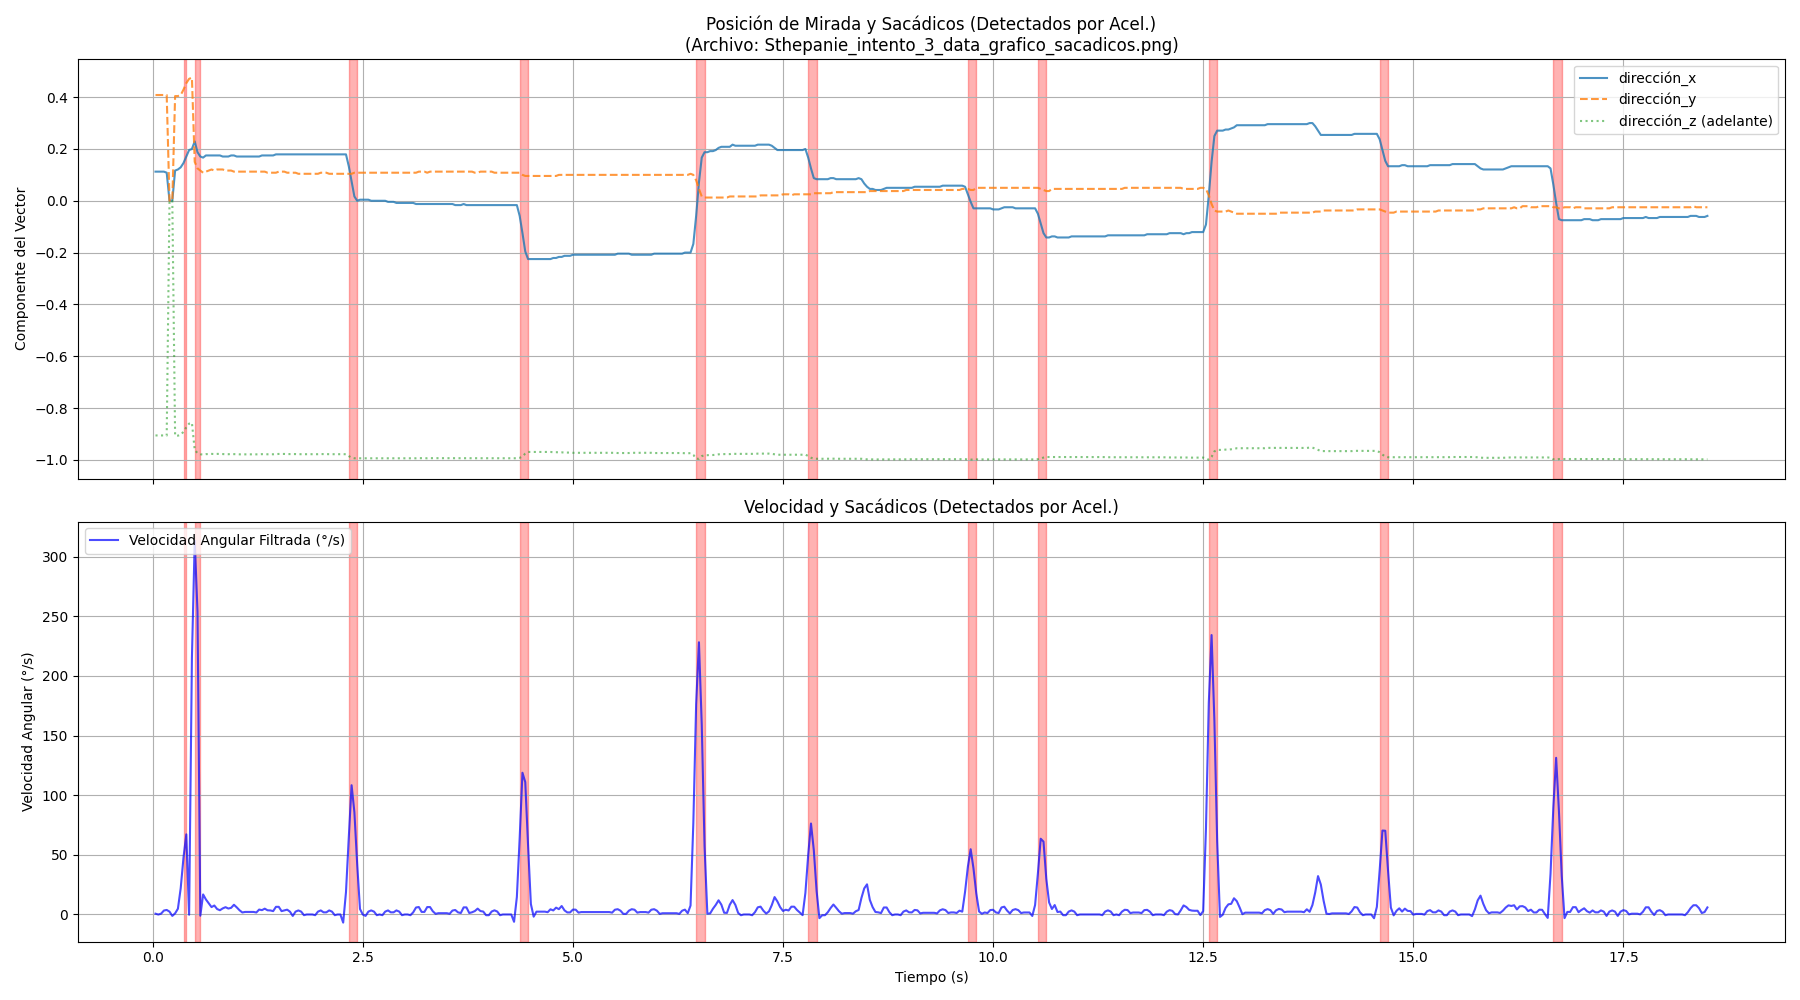 Posición de Mirada y Sacádicos (Detectados por Acel.)
(Archivo: Sthepanie_intento_3_data_grafico_sacadicos.png)
Componente del Vector
0.4
0.2
0.0
−0.2
−0.4
−0.6
−0.8
−1.0
dirección_x
dirección_y
dirección_z (adelante)
Velocidad y Sacádicos (Detectados por Acel.)
Velocidad Angular (°/s)
300
250
200
150
100
50
0
Velocidad Angular Filtrada (°/s)
0.0 2.5 5.0 7.5 10.0 12.5 15.0 17.5
Tiempo (s)